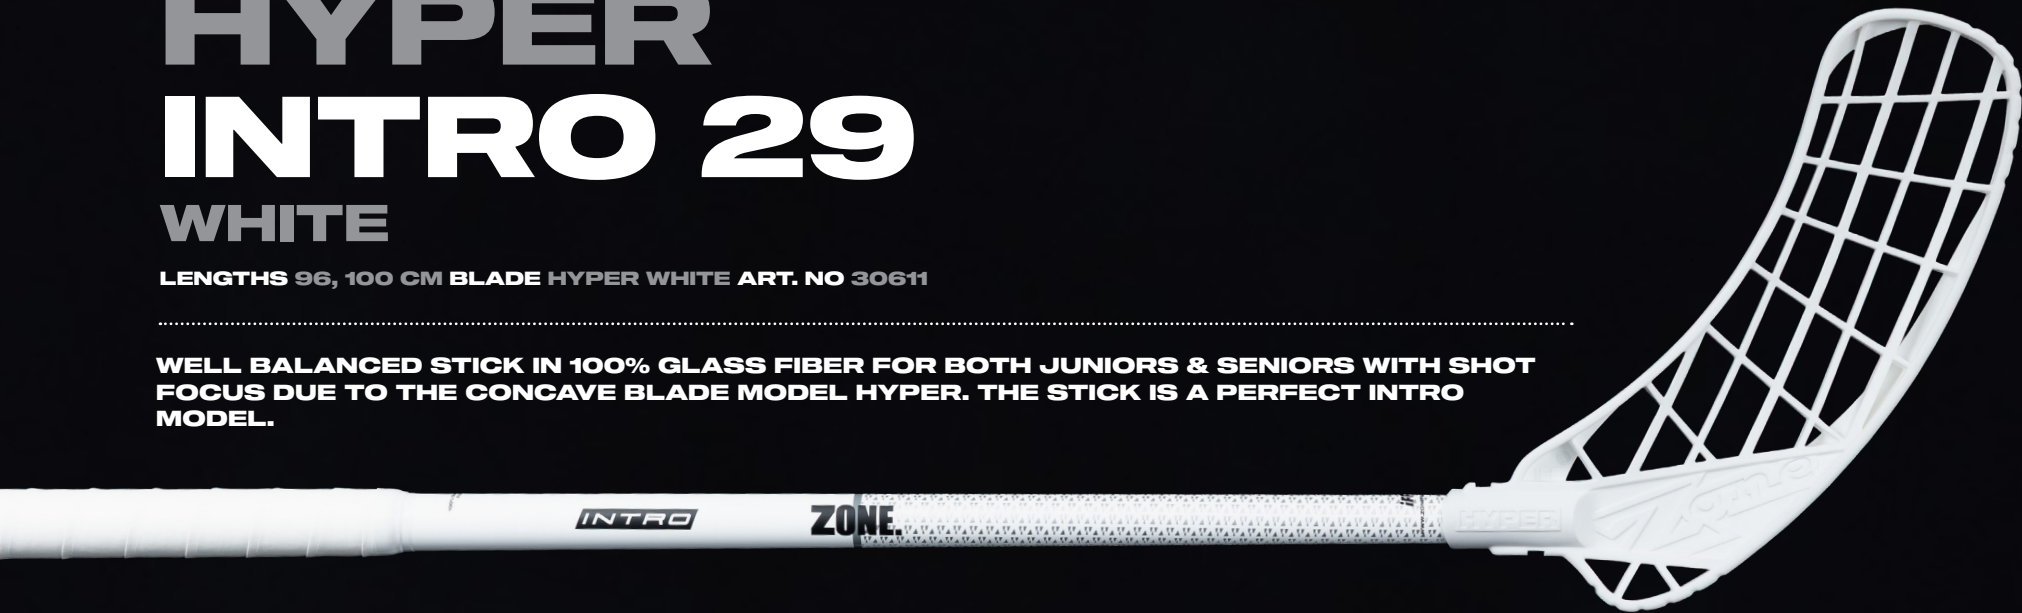 HYPER
INTRO 29
WHITE
LENGTHS 96, 100 CM BLADE HYPER WHITE ART. NO 30611
WELL BALANCED STICK IN 100% GLASS FIBER FOR BOTH JUNIORS & SENIORS WITH SHOT
FOCUS DUE TO THE CONCAVE BLADE MODEL HYPER. THE STICK IS A PERFECT INTRO
MODEL.
INTRO
ZONE.
HYPER
Zone